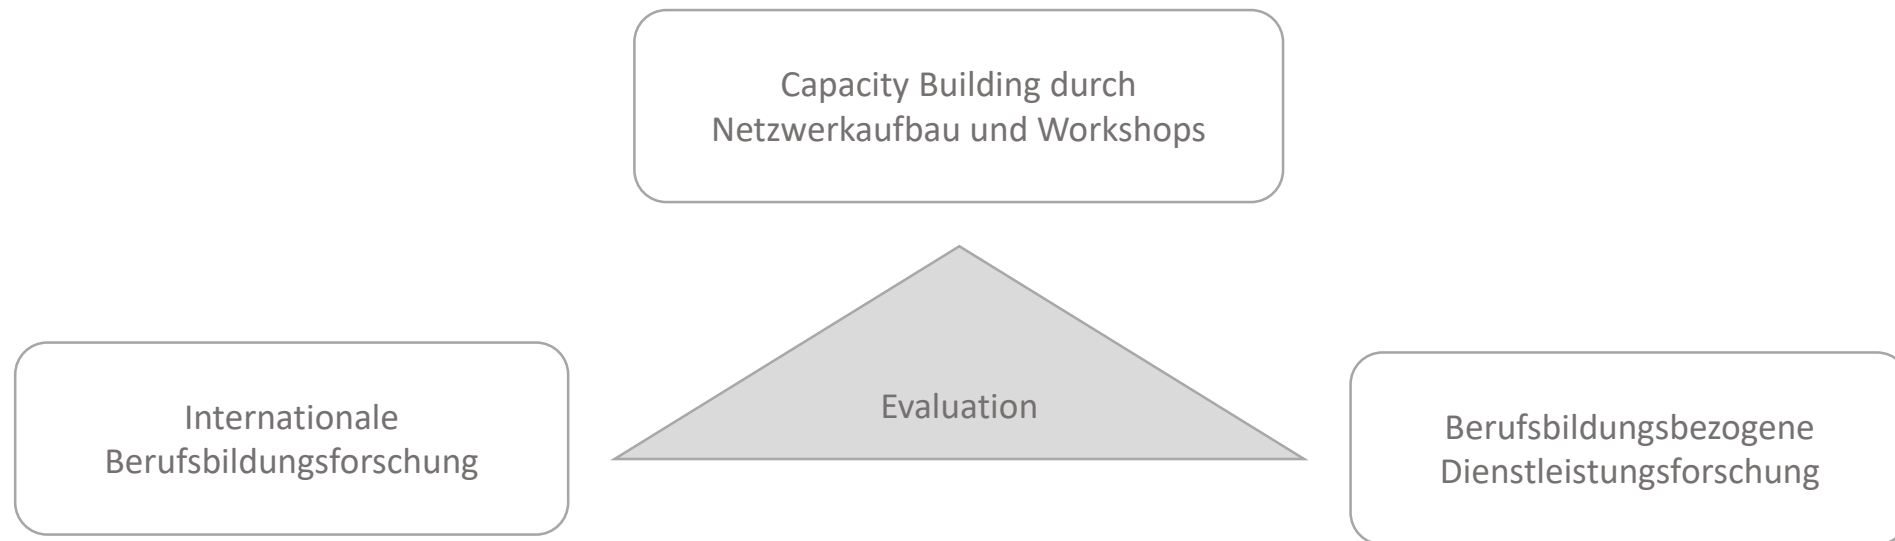 Capacity Building durch
Netzwerkaufbau und Workshops
Evaluation
Internationale
Berufsbildungsforschung
Berufsbildungsbezogene
Dienstleistungsforschung